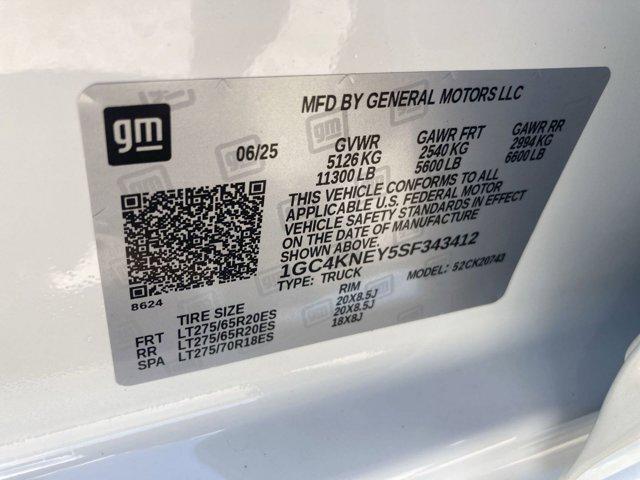 gm
MFD BY GENERAL MOTORS LLC
06/25
GVWR
5126 KG
11300 LB
GAWR FRT
2540 KG
5600 LB
GAWR RR
2994 KG
6600 LB
THIS VEHICLE CONFORMS TO ALL
APPLICABLE U.S. FEDERAL MOTOR
VEHICLE SAFETY STANDARDS IN EFFECT
ON THE DATE OF MANUFACTURE
SHOWN ABOVE.
1GC4KNEY5SF343412
TYPE: TRUCK
MODEL: 52CK20743
8624
TIRE SIZE
RIM
FRT LT275/65R20ES 20X8.5J
RR LT275/65R20ES 20X8.5J
SPA LT275/70R18ES 18X8J